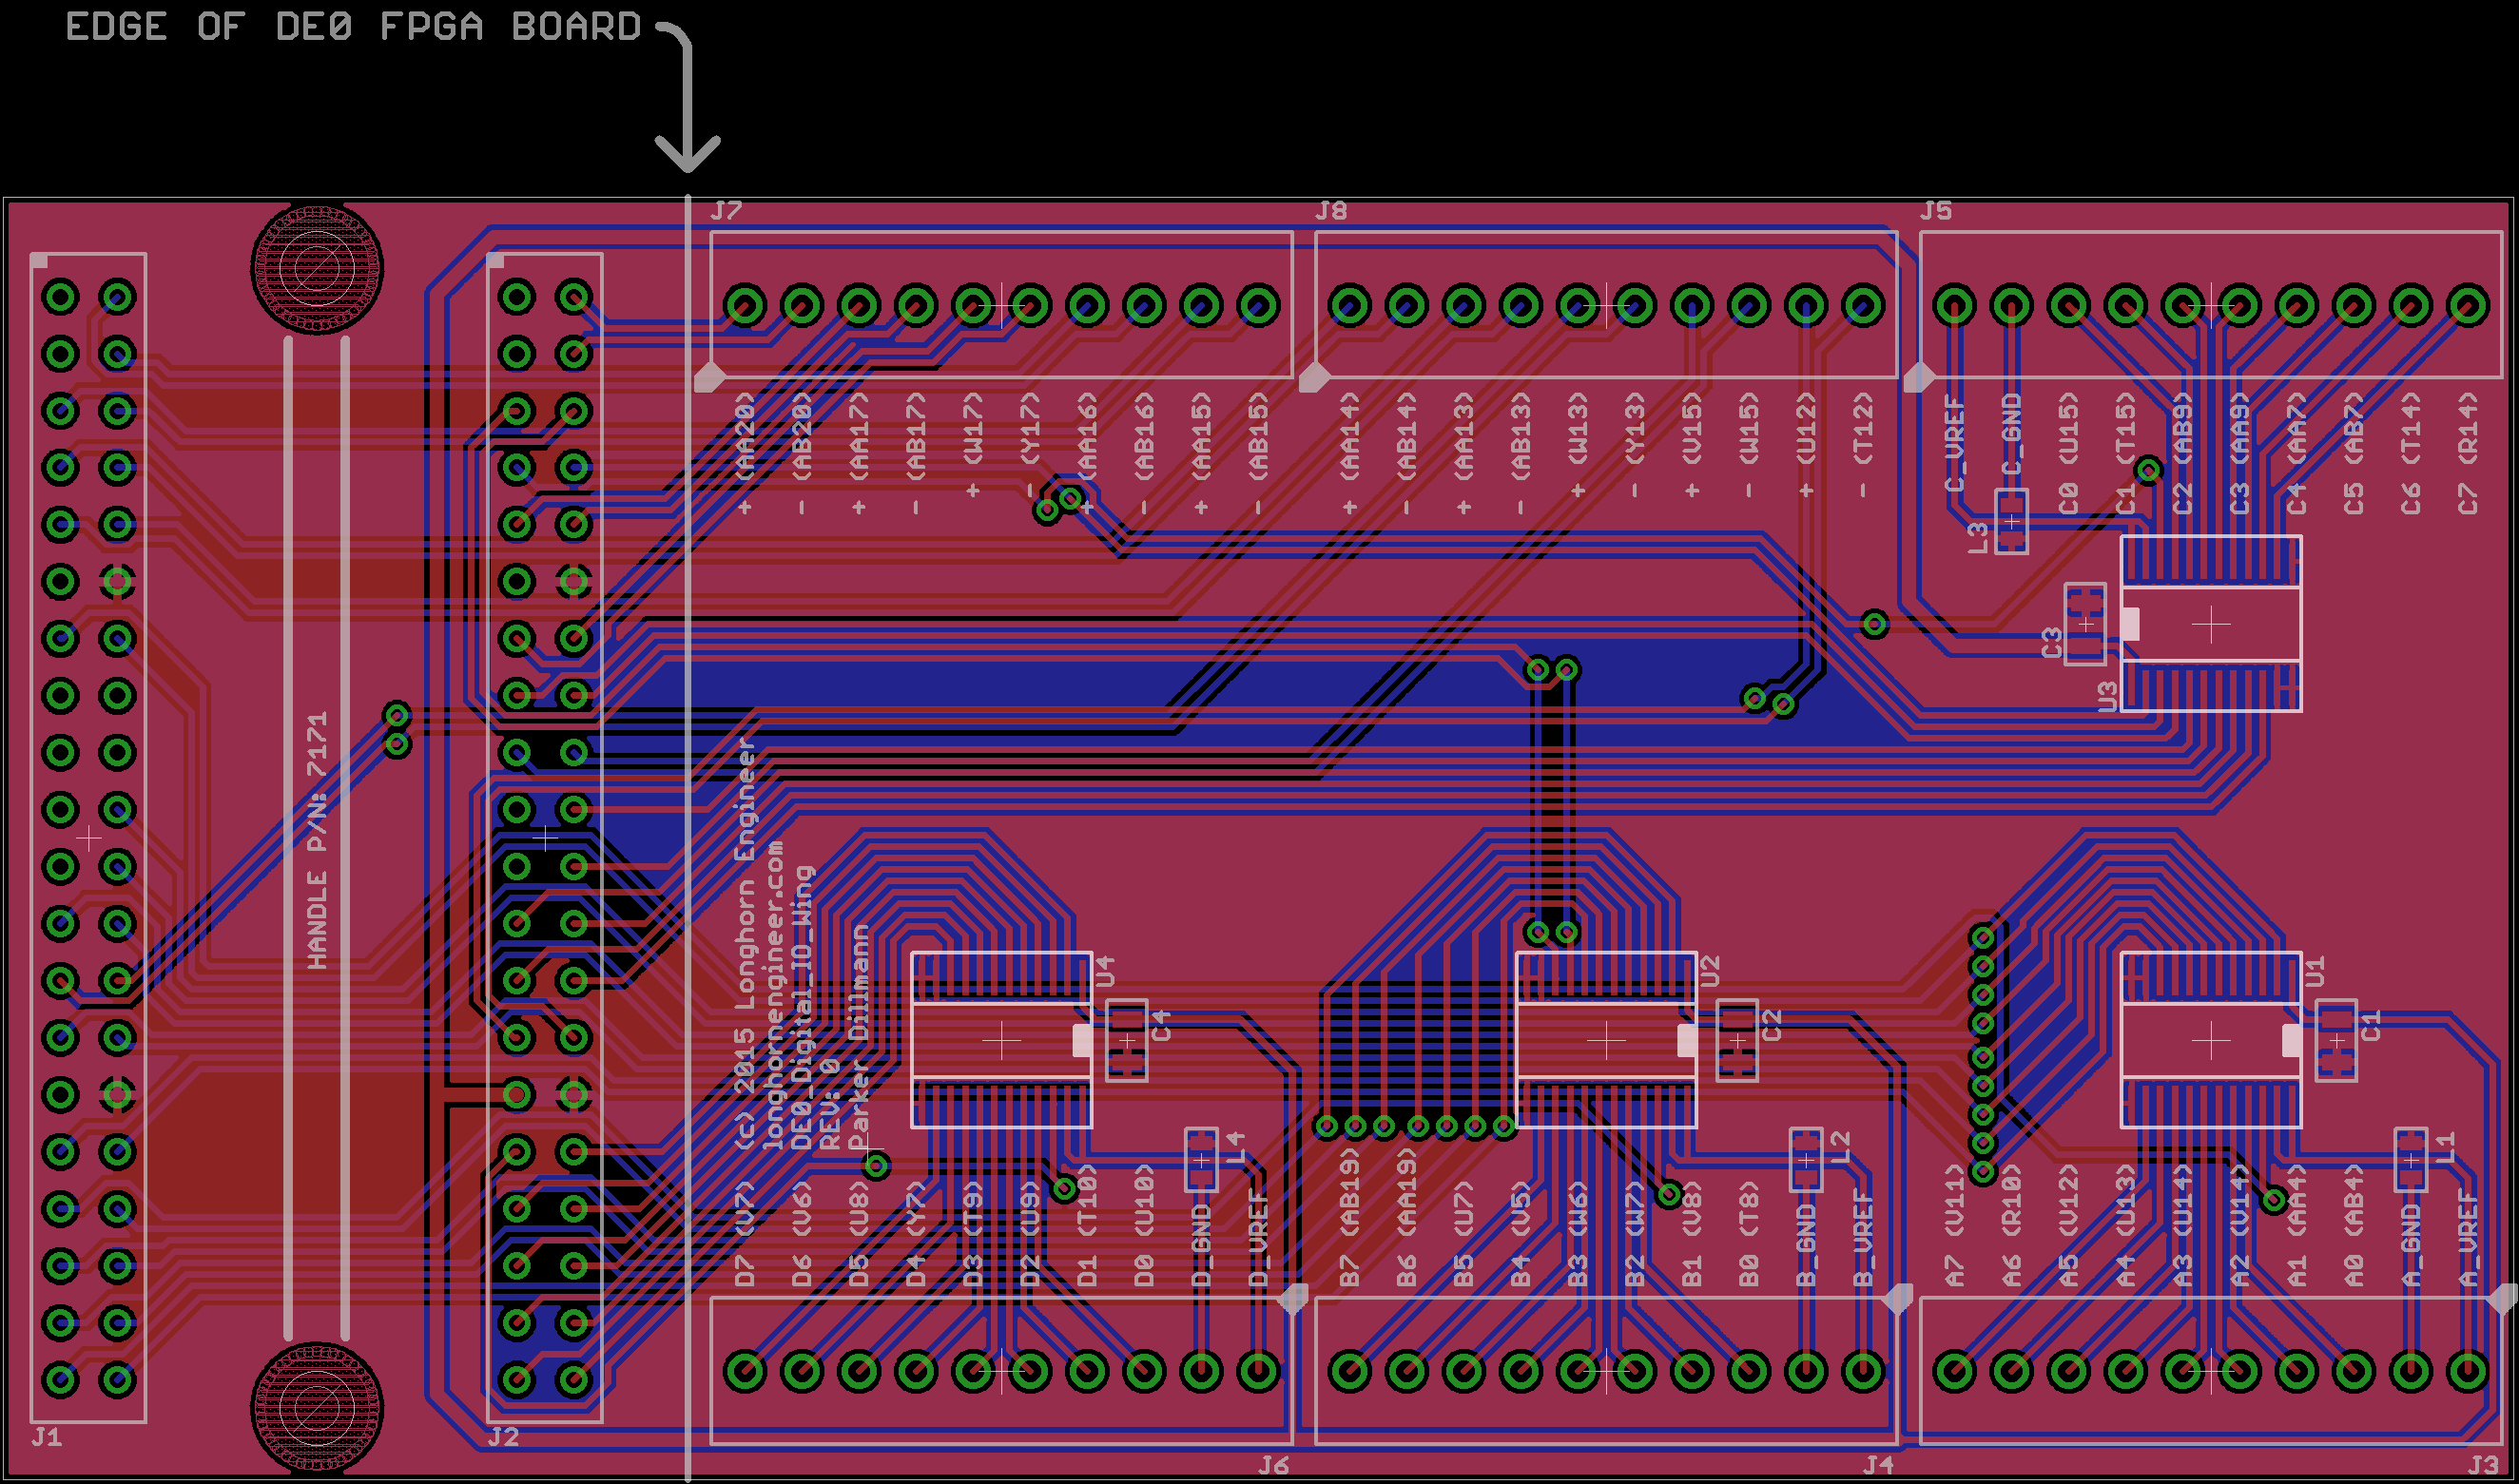 EDGE OF DE0 FPGA BOARD
J7
J8
J5
+ (AA20)
- (AB20)
+ (AA17)
- (AB17)
+ (W17)
- (Y17)
+ (AA16)
- (AB16)
+ (AA15)
- (AB15)
+ (AA14)
- (AB14)
+ (AA13)
- (AB13)
+ (W13)
- (Y13)
+ (V15)
- (W15)
+ (U12)
- (T12)
C_VREF
C_GND
C0 (U15)
C1 (T15)
C2 (AB9)
C3 (AA9)
C4 (AA7)
C5 (AB7)
C6 (T14)
C7 (R14)
L3
C3
U3
HANDLE P/N: 7171
(c) 2015 Longhorn Engineer
longhornengineer.com
DE0_Digital_IO_Wing
REV: 0
Parker Dillmann
U4
C4
L4
U2
C2
L2
U1
C1
L1
D7 (V7)
D6 (V6)
D5 (U8)
D4 (Y7)
D3 (T9)
D2 (U9)
D1 (T10)
D0 (U10)
D_GND
D_VREF
B7 (AB19)
B6 (AA19)
B5 (U7)
B4 (V5)
B3 (W6)
B2 (W7)
B1 (V8)
B0 (T8)
B_GND
B_VREF
A7 (V11)
A6 (R10)
A5 (V12)
A4 (U13)
A3 (U14)
A2 (V14)
A1 (AA4)
A0 (AB4)
A_GND
A_VREF
J1
J2
J6
J4
J3